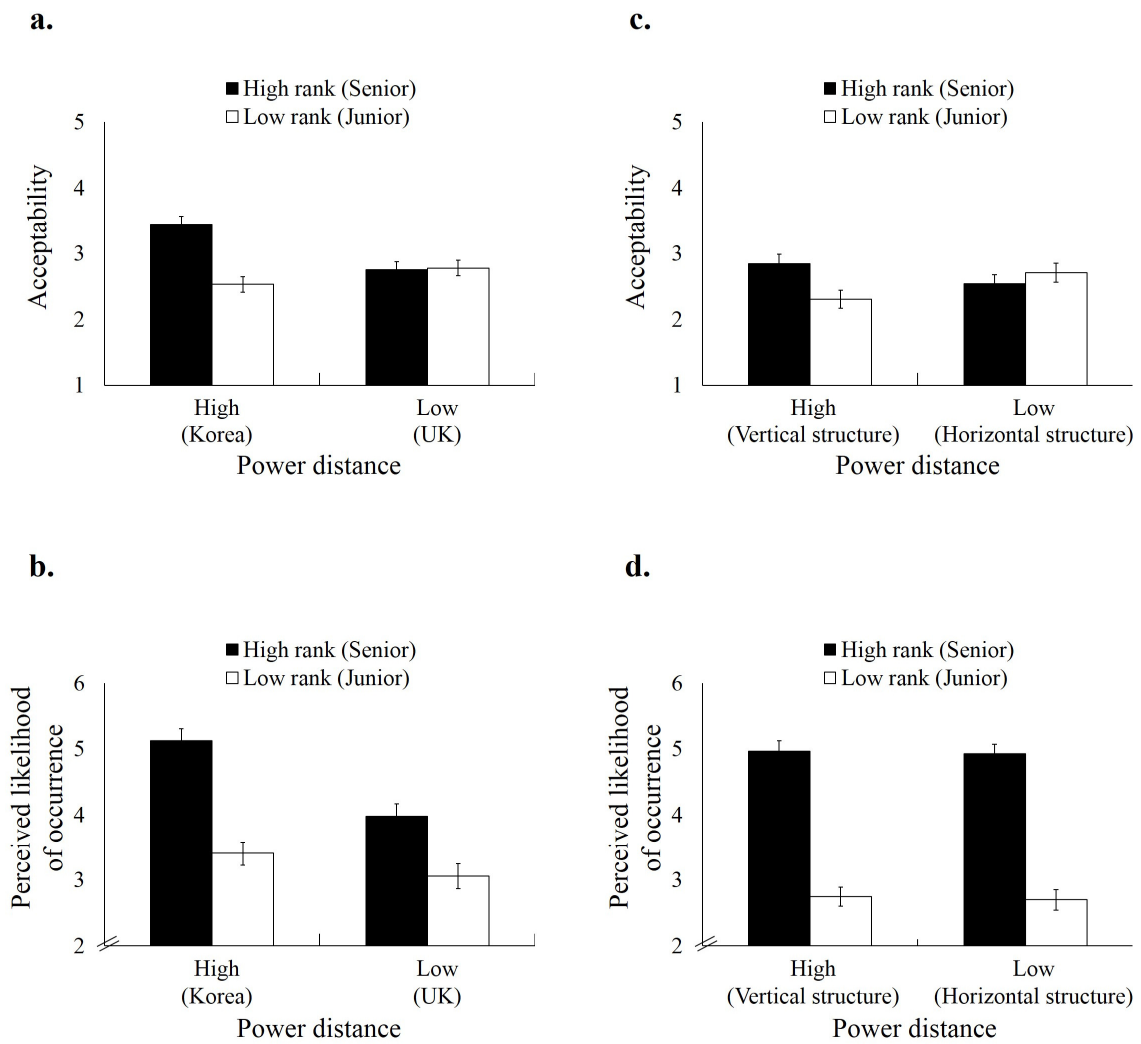 a.
High rank (Senior)
Low rank (Junior)
Acceptability
5
4
3
2
1
High
(Korea)
Low
(UK)
Power distance
c.
High rank (Senior)
Low rank (Junior)
Acceptability
5
4
3
2
1
High
(Vertical structure)
Low
(Horizontal structure)
Power distance
b.
High rank (Senior)
Low rank (Junior)
Perceived likelihood
of occurrence
6
5
4
3
2
High
(Korea)
Low
(UK)
Power distance
d.
High rank (Senior)
Low rank (Junior)
Perceived likelihood
of occurrence
6
5
4
3
2
High
(Vertical structure)
Low
(Horizontal structure)
Power distance